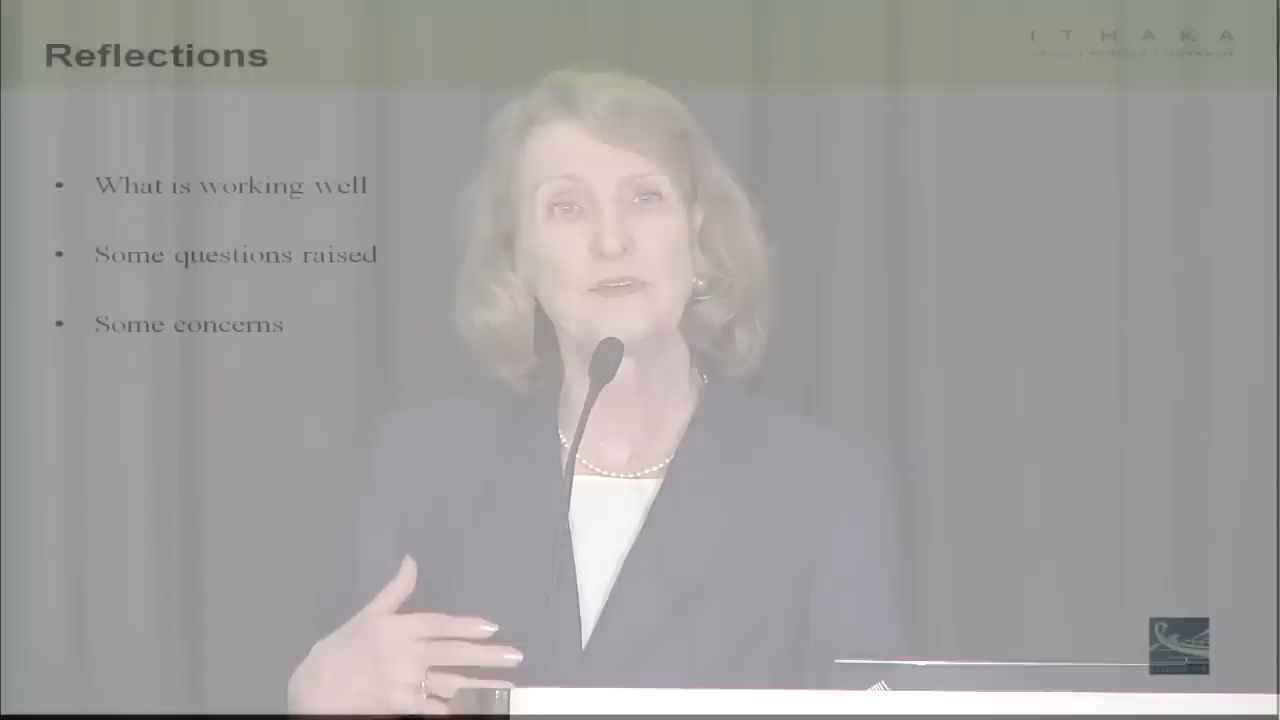 Reflections
ITHAKA
• What is working well
• Some questions raised
• Some concerns